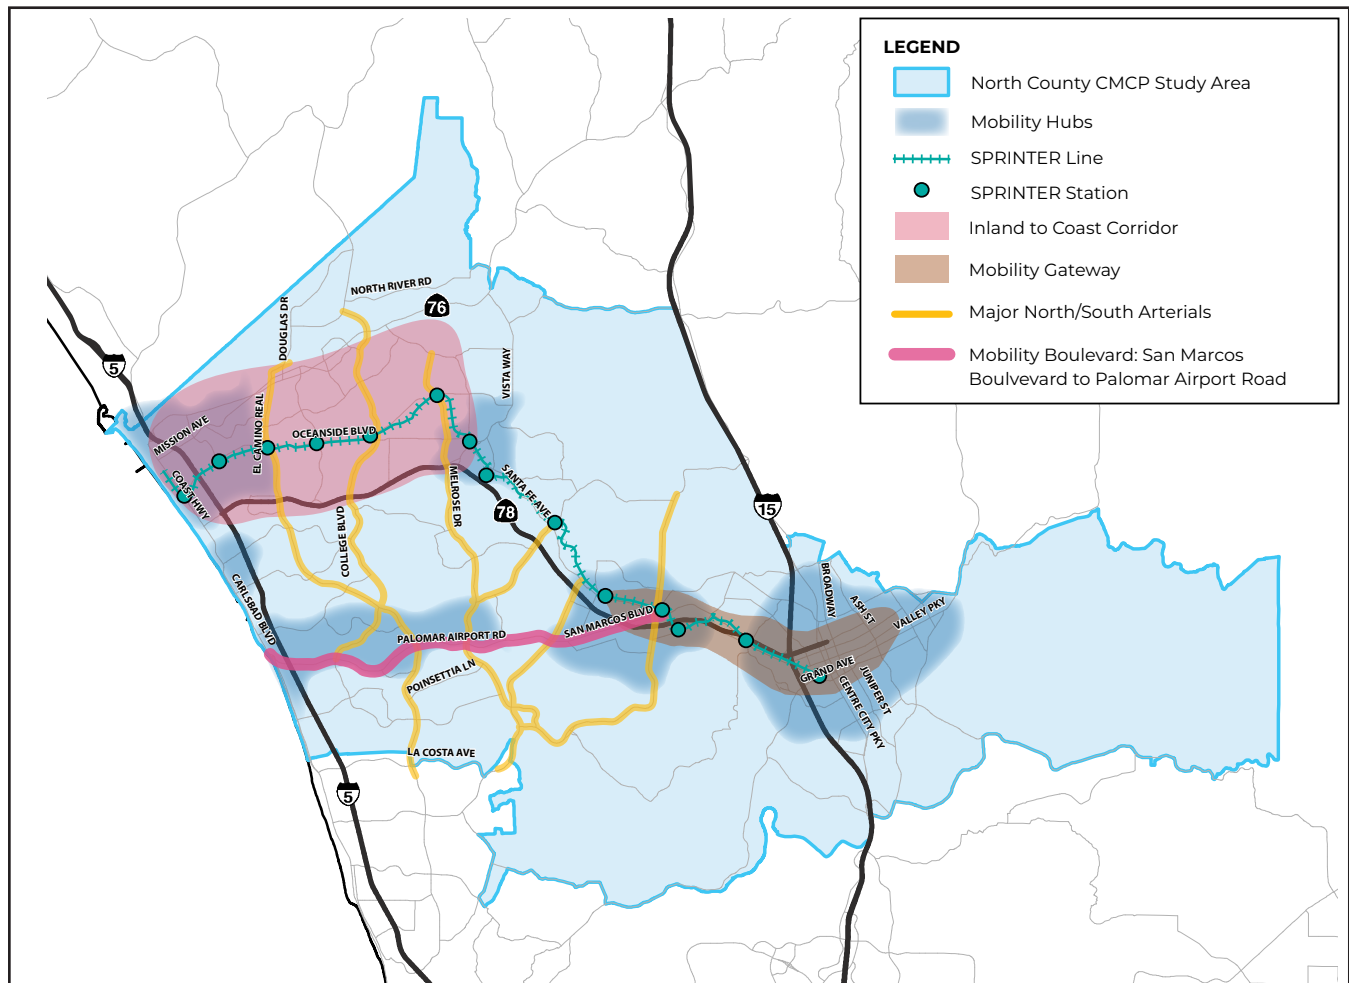 LEGEND
North County CMCP Study Area
Mobility Hubs
SPRINTER Line
SPRINTER Station
Inland to Coast Corridor
Mobility Gateway
Major North/South Arterials
Mobility Boulevard: San Marcos
Boulvevard to Palomar Airport Road
NORTH RIVER RD
76
DOUGLAS DR
5
VISTA WAY
MISSION AVE
EL CAMINO REAL
OCEANSIDE BLVD
COAST HWY
MELROSE DR
SANTA FE AVE
78
15
COLLEGE BLVD
CARLSBAD BLVD
BROADWAY
ASH ST
VALLEY PKY
SAN MARCOS BLVD
PALOMAR AIRPORT RD
POINSETTIA LN
GRAND AVE
JUNIPER ST
CENTRE CITY PKY
LA COSTA AVE
5